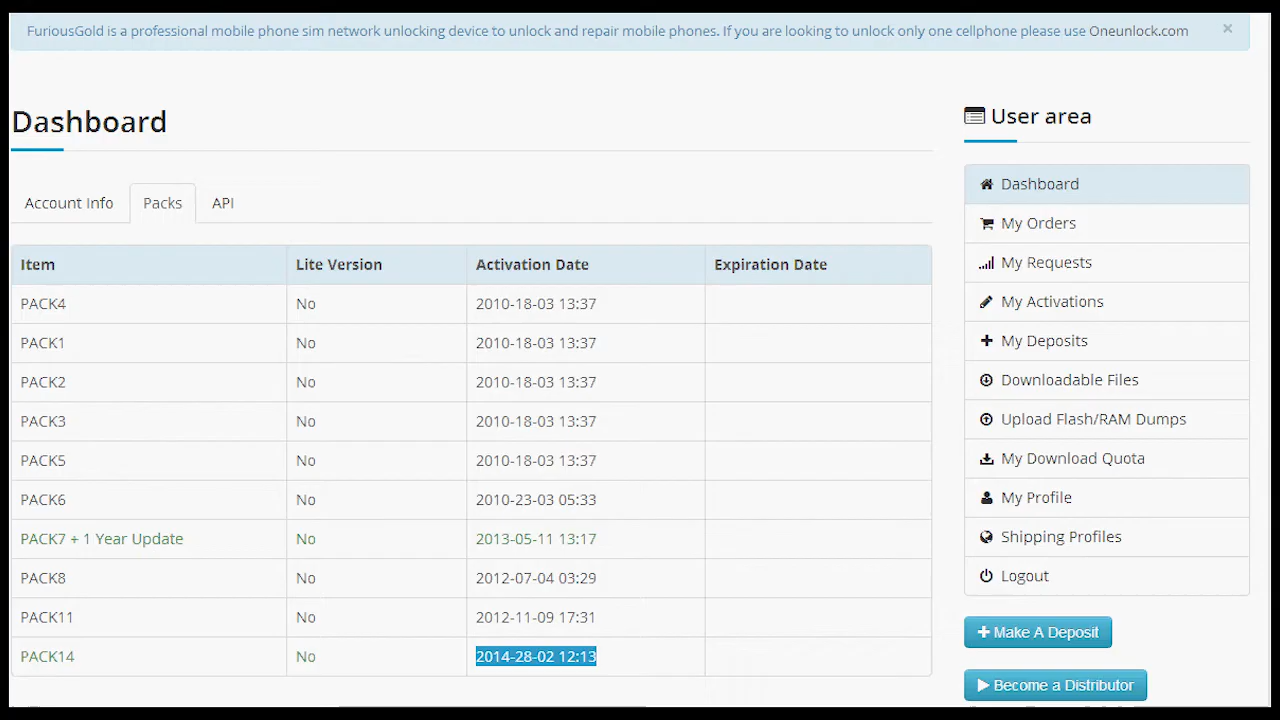 FuriousGold is a professional mobile phone sim network unlocking device to unlock and repair mobile phones. If you are looking to unlock only one cellphone please use Oneunlock.com ×
Dashboard
Account Info Packs API
Item Lite Version Activation Date Expiration Date
PACK4 No 2010-18-03 13:37
PACK1 No 2010-18-03 13:37
PACK2 No 2010-18-03 13:37
PACK3 No 2010-18-03 13:37
PACK5 No 2010-18-03 13:37
PACK6 No 2010-23-03 05:33
PACK7 + 1 Year Update No 2013-05-11 13:17
PACK8 No 2012-07-04 03:29
PACK11 No 2012-11-09 17:31
PACK14 No 2014-28-02 12:13
User area
Dashboard
My Orders
My Requests
My Activations
My Deposits
Downloadable Files
Upload Flash/RAM Dumps
My Download Quota
My Profile
Shipping Profiles
Logout
Make A Deposit
Become a Distributor